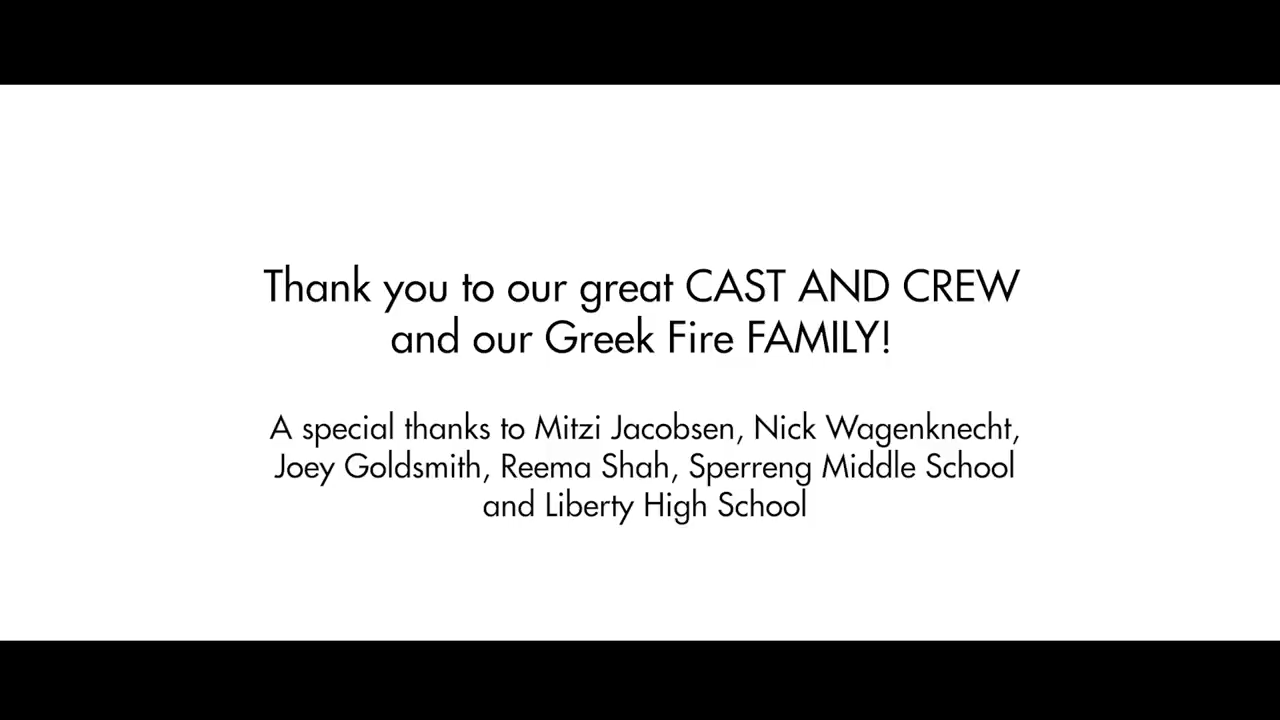 Thank you to our great CAST AND CREW
and our Greek Fire FAMILY!
A special thanks to Mitzi Jacobsen, Nick Wagenknecht,
Joey Goldsmith, Reema Shah, Sperreng Middle School
and Liberty High School